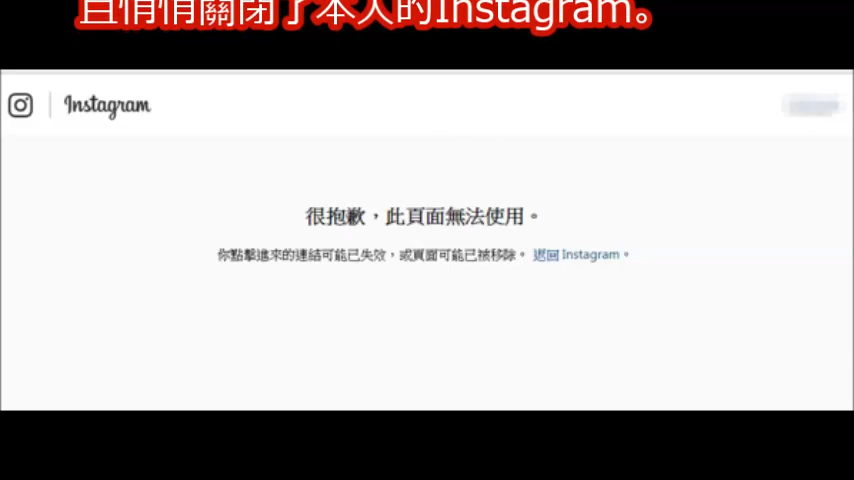 且悄悄關閉了本人的Instagram。
Instagram
很抱歉，此頁面無法使用。
你點擊進來的連結可能已失效，或頁面可能已被移除。 返回 Instagram。